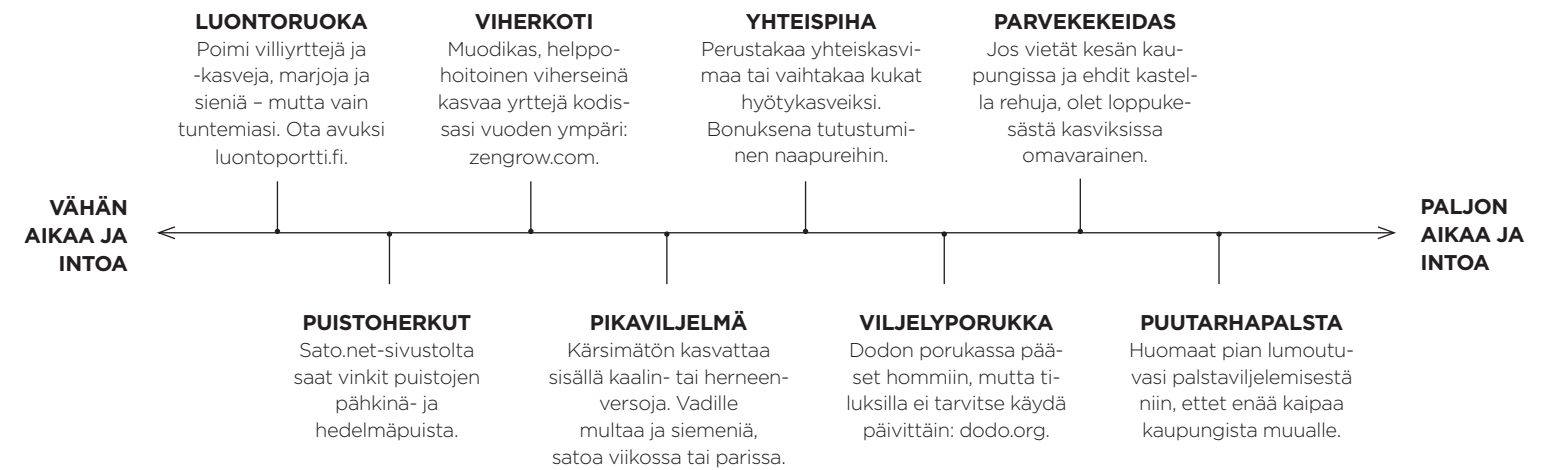 LUONTORUOKA
Poimi villiyrttejä ja
-kasveja, marjoja ja
sieniä – mutta vain
tuntemiasi. Ota avuksi
luontoportti.fi.
VIHERKOTI
Muodikas, helppo-
hoitoinen viherseinä
kasvaa yrttejä kodis-
sasi vuoden ympäri:
zengrow.com.
YHTEISPIHA
Perustakaa yhteiskasvi-
maa tai vaihtakaa kukat
hyötykasveiksi.
Bonuksena tutustumi-
nen naapureihin.
PARVEKEKEIDAS
Jos vietät kesän kau-
pungissa ja ehdit kastel-
la rehuja, olet loppuke-
sästä kasviksissa
omavarainen.
VÄHÄN
AIKAA JA
INTOA
PALJON
AIKAA JA
INTOA
PUISTOHERKUT
Sato.net-sivustolta
saat vinkit puistojen
pähkinä- ja
hedelmäpuista.
PIKAVILJELMÄ
Kärsimätön kasvattaa
sisällä kaalin- tai herneen-
versoja. Vadille
multaa ja siemeniä,
satoa viikossa tai parissa.
VILJELYPORUKKA
Dodon porukassa pää-
set hommiin, mutta ti-
luksilla ei tarvitse käydä
päivittäin: dodo.org.
PUUTARHAPALSTA
Huomaat pian lumoutu-
vasi palstaviljelemisestä
niin, ettet enää kaipaa
kaupungista muualle.